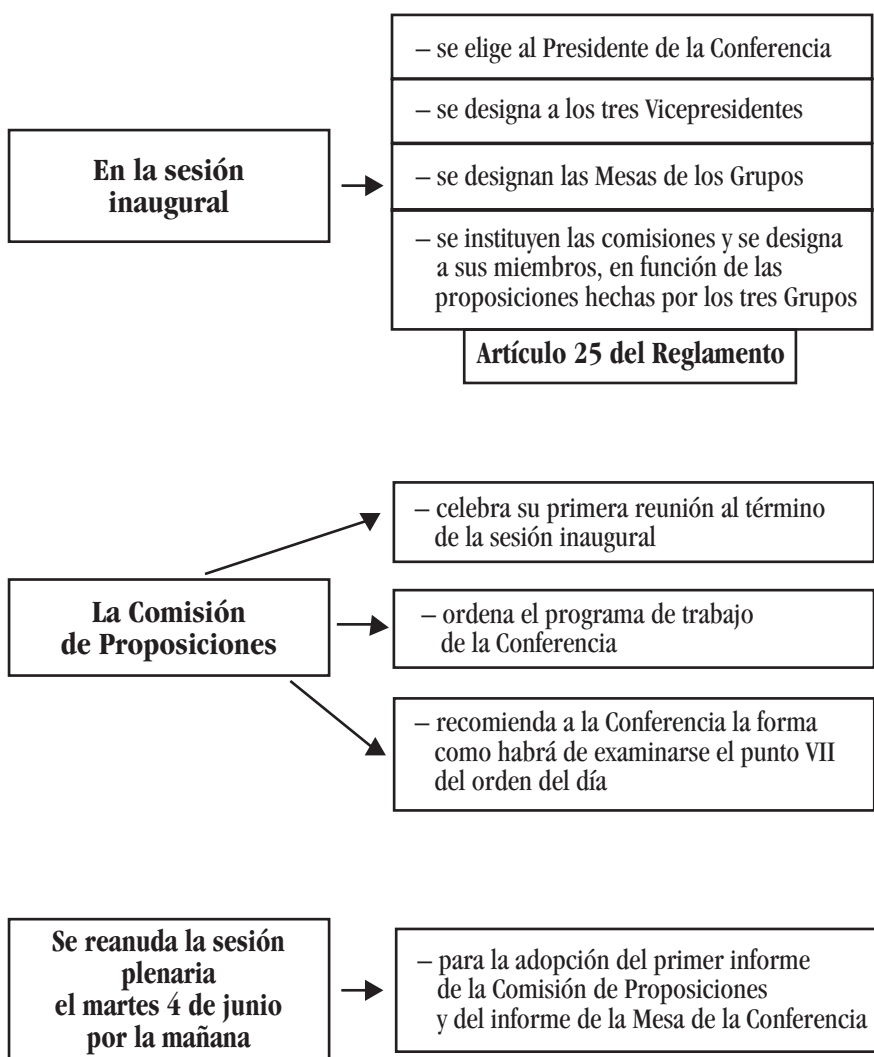 En la sesión
inaugural
– se elige al Presidente de la Conferencia
– se designa a los tres Vicepresidentes
– se designan las Mesas de los Grupos
– se instituyen las comisiones y se designa
a sus miembros, en función de las
proposiciones hechas por los tres Grupos
Artículo 25 del Reglamento
La Comisión
de Proposiciones
– celebra su primera reunión al término
de la sesión inaugural
– ordena el programa de trabajo
de la Conferencia
– recomienda a la Conferencia la forma
como habrá de examinarse el punto VII
del orden del día
Se reanuda la sesión
plenaria
el martes 4 de junio
por la mañana
– para la adopción del primer informe
de la Comisión de Proposiciones
y del informe de la Mesa de la Conferencia